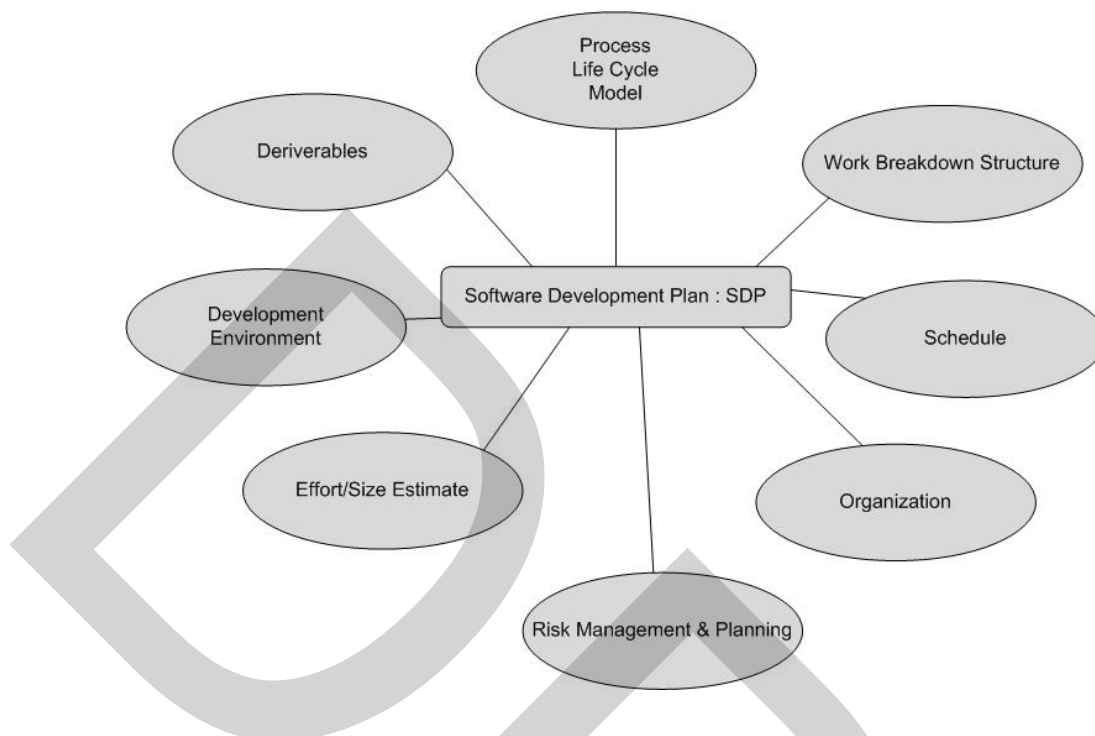 Process
Life Cycle
Model
Deriverables
Work Breakdown Structure
Software Development Plan : SDP
Development
Environment
Schedule
Effort/Size Estimate
Organization
Risk Management & Planning